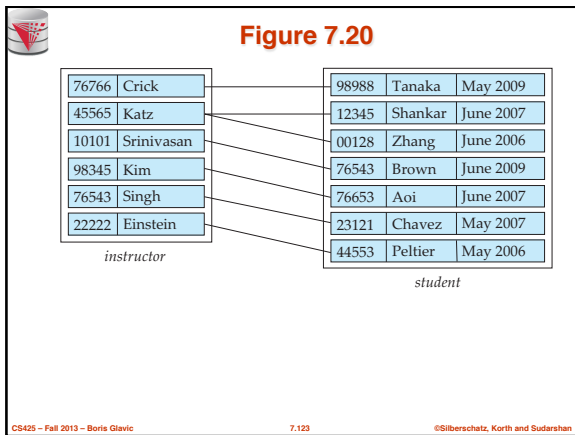 Figure 7.20
76766 Crick
45565 Katz
10101 Srinivasan
98345 Kim
76543 Singh
22222 Einstein
instructor
98988 Tanaka May 2009
12345 Shankar June 2007
00128 Zhang June 2006
76543 Brown June 2009
76653 Aoi June 2007
23121 Chavez May 2007
44553 Peltier May 2006
student
CS425 – Fall 2013 – Boris Glavic
7.123
©Silberschatz, Korth and Sudarshan